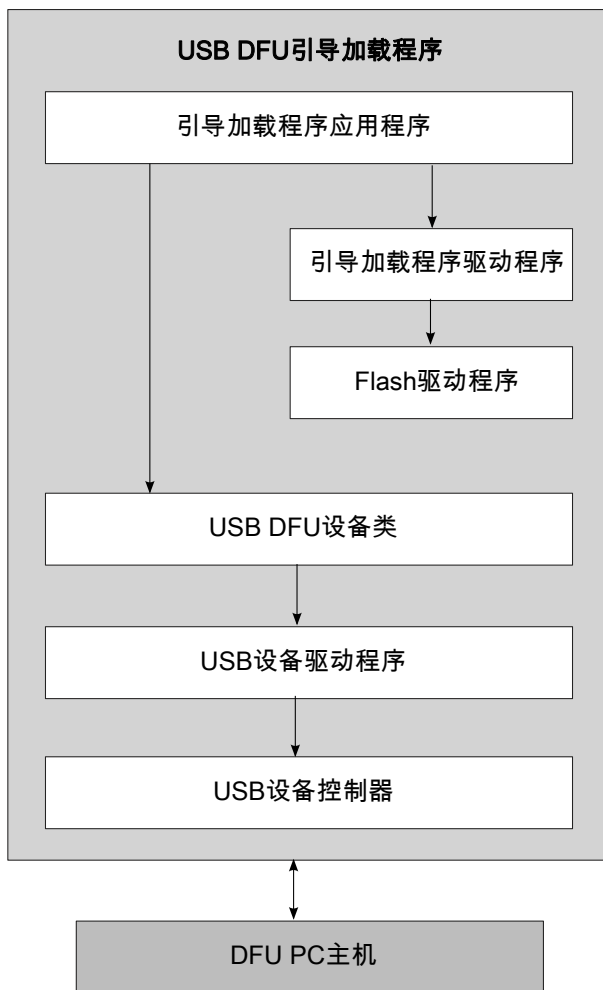 USB DFU引导加载程序
引导加载程序应用程序
引导加载程序驱动程序
Flash驱动程序
USB DFU设备类
USB设备驱动程序
USB设备控制器
DFU PC主机